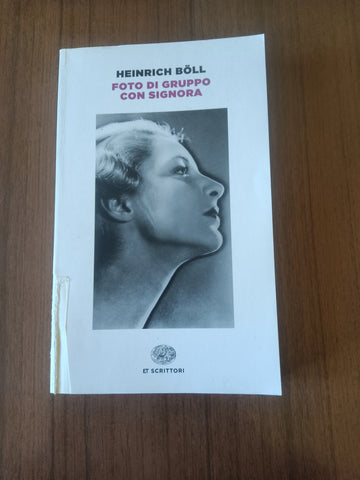 HEINRICH BÖLL
FOTO DI GRUPPO
CON SIGNORA
ET SCRITTORI